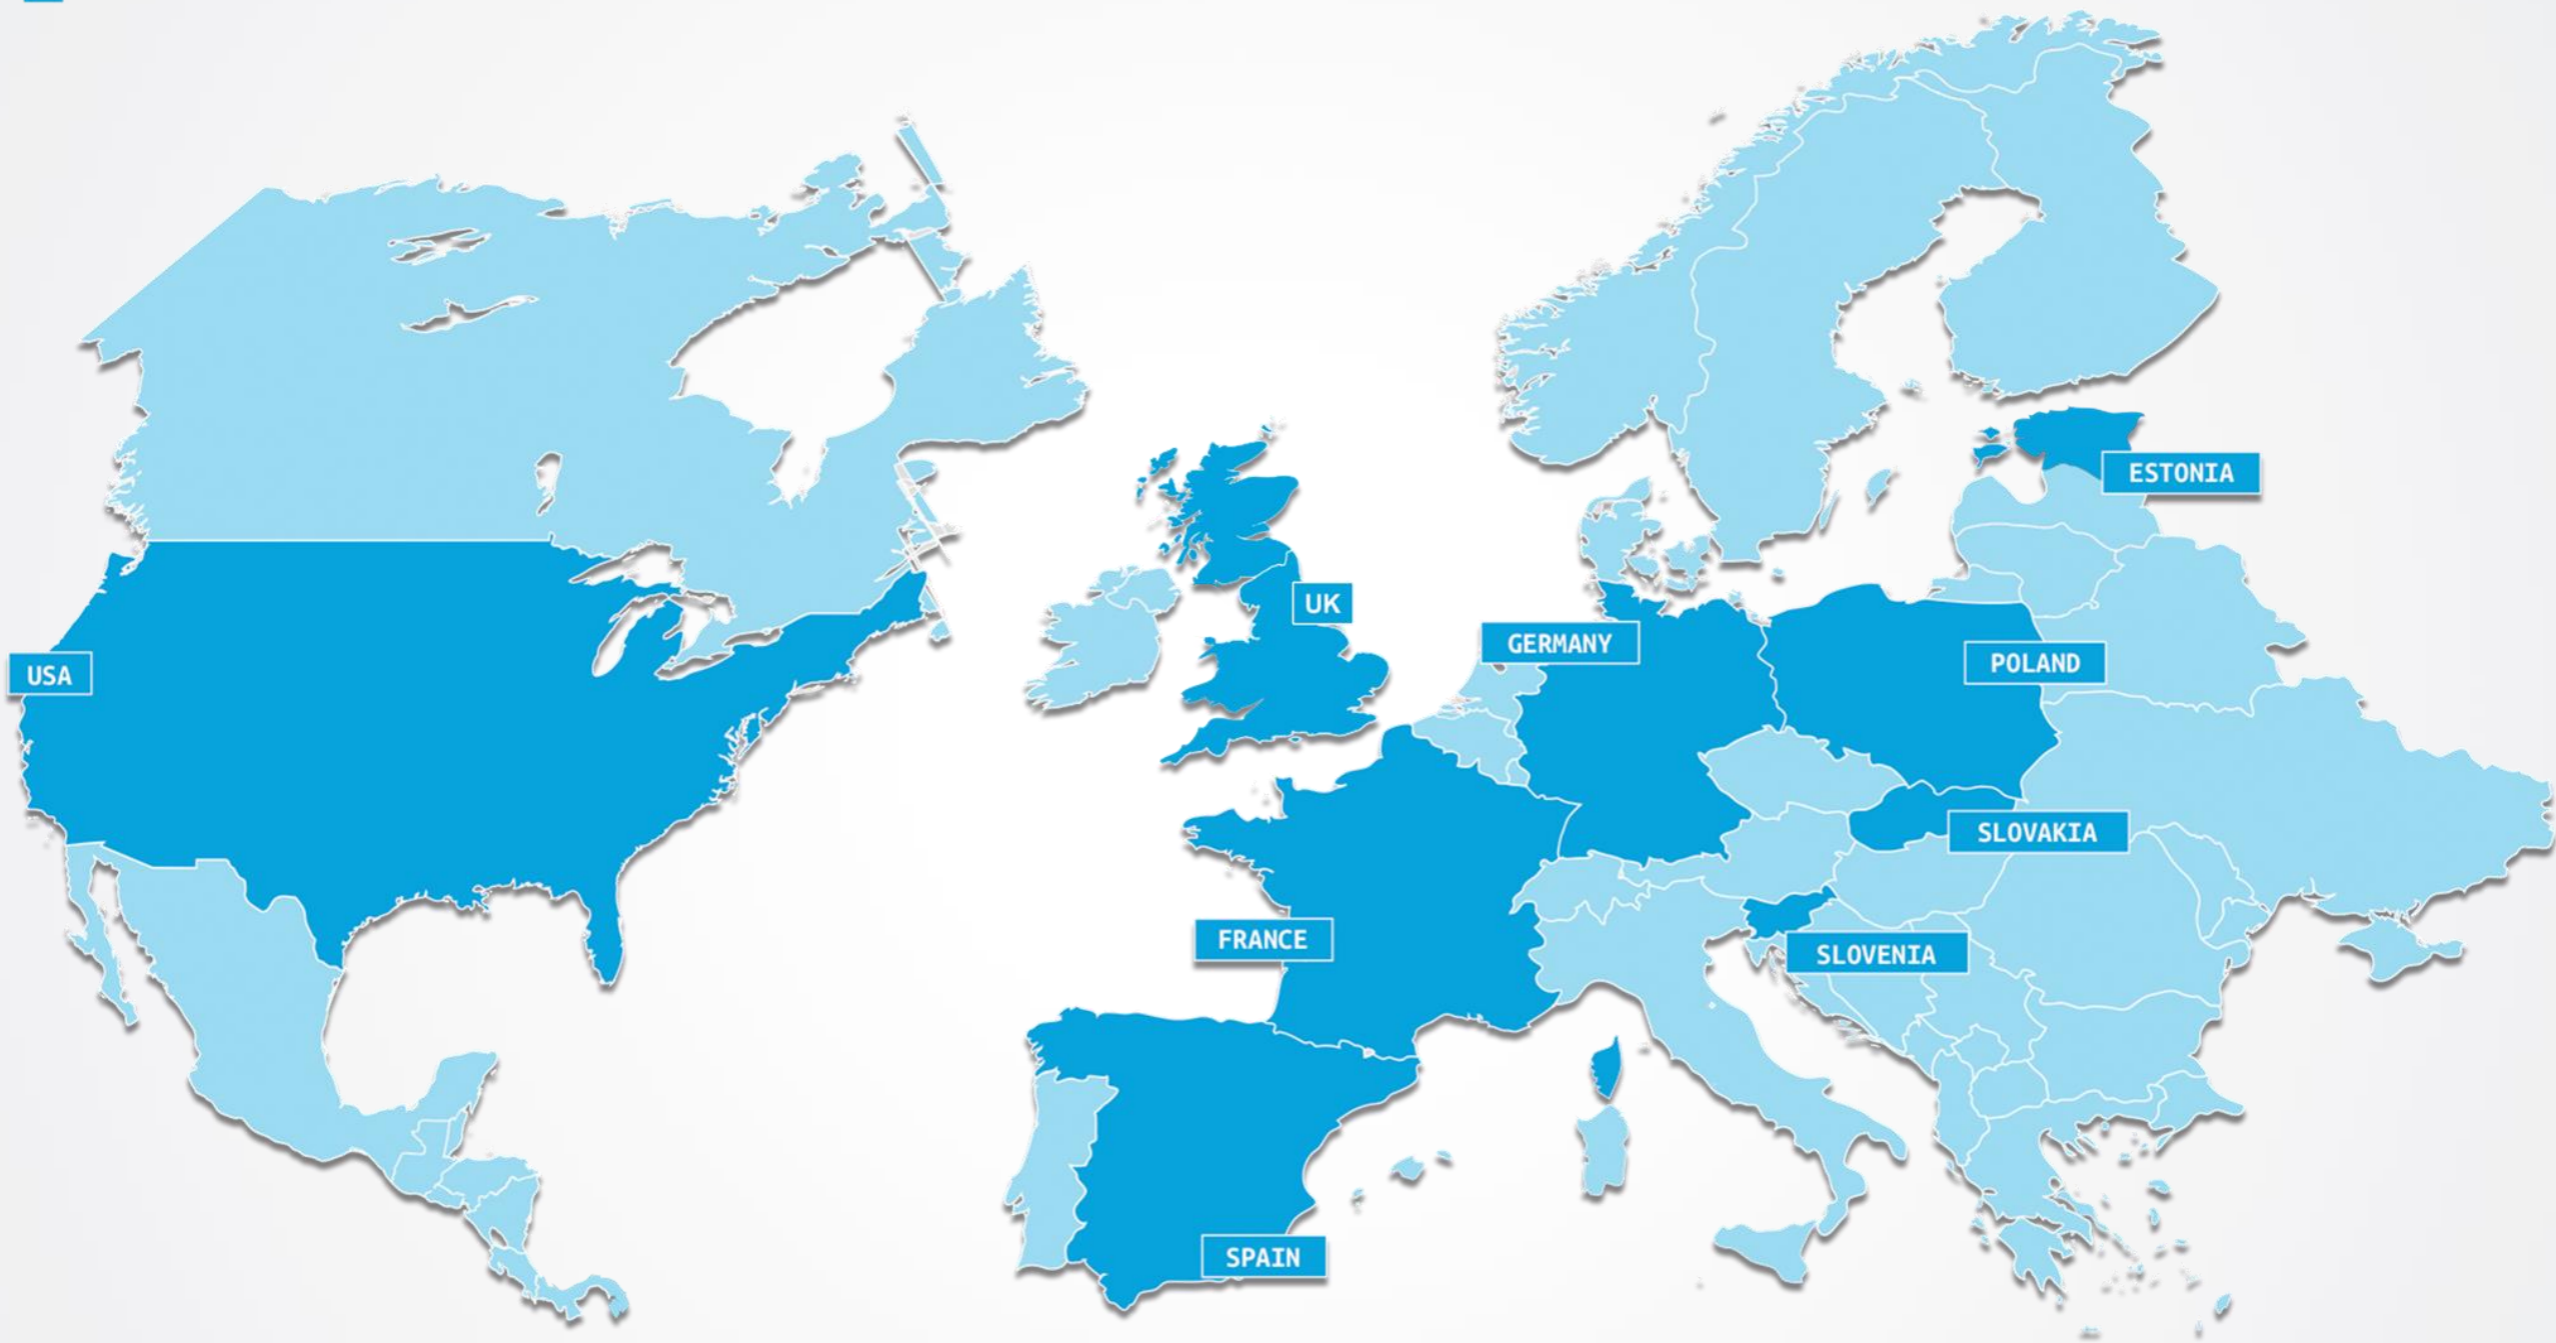 ESTONIA
UK
GERMANY
POLAND
USA
SLOVAKIA
FRANCE
SLOVENIA
SPAIN